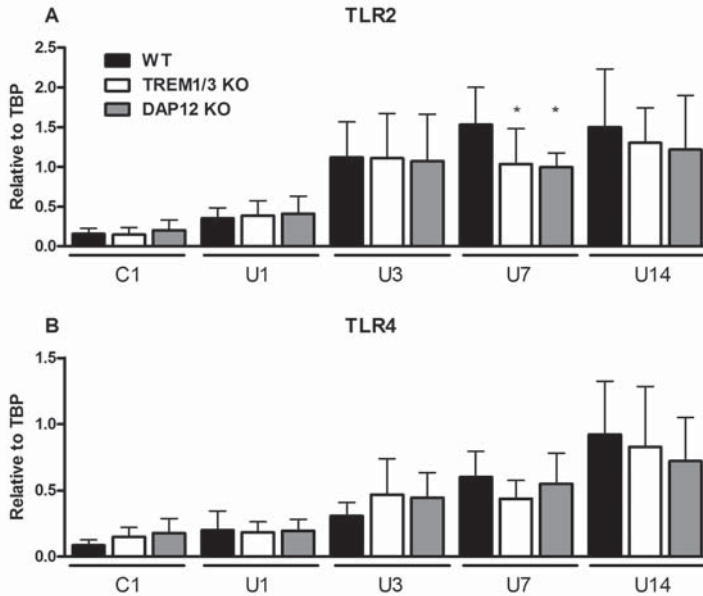 A
TLR2
2.5
2.0
1.5
1.0
0.5
0.0
Relative to TBP
WT
TREM1/3 KO
DAP12 KO
* *
C1 U1 U3 U7 U14
B
TLR4
1.5
1.0
0.5
0.0
Relative to TBP
C1 U1 U3 U7 U14